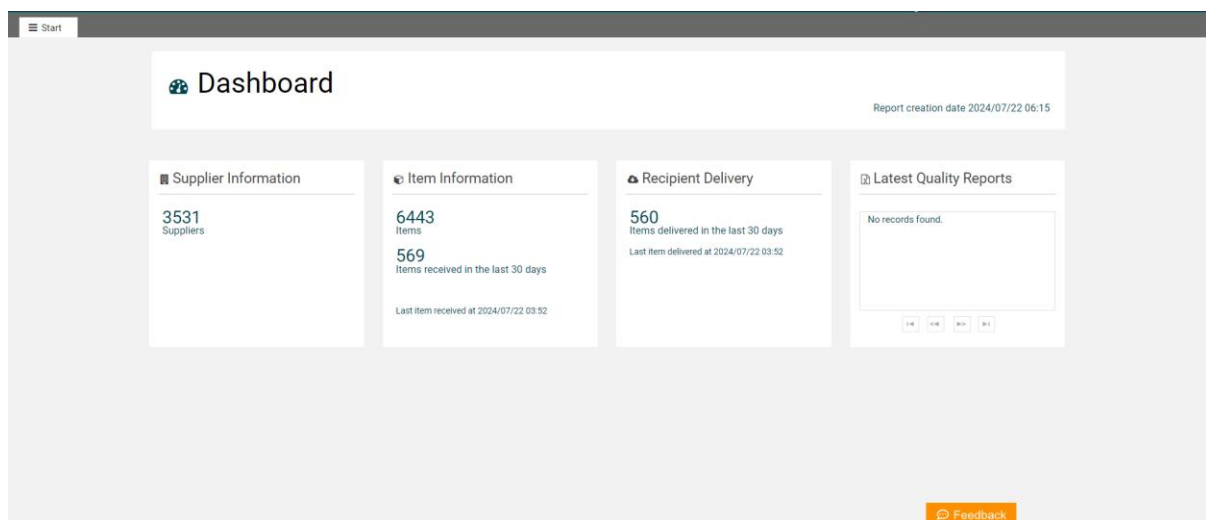 Start
Dashboard
Report creation date 2024/07/22 06:15
Supplier Information
3531
Suppliers
Item Information
6443
Items
569
Items received in the last 30 days
Last item received at 2024/07/22 03:52
Recipient Delivery
560
Items delivered in the last 30 days
Last item delivered at 2024/07/22 03:52
Latest Quality Reports
No records found.
Feedback